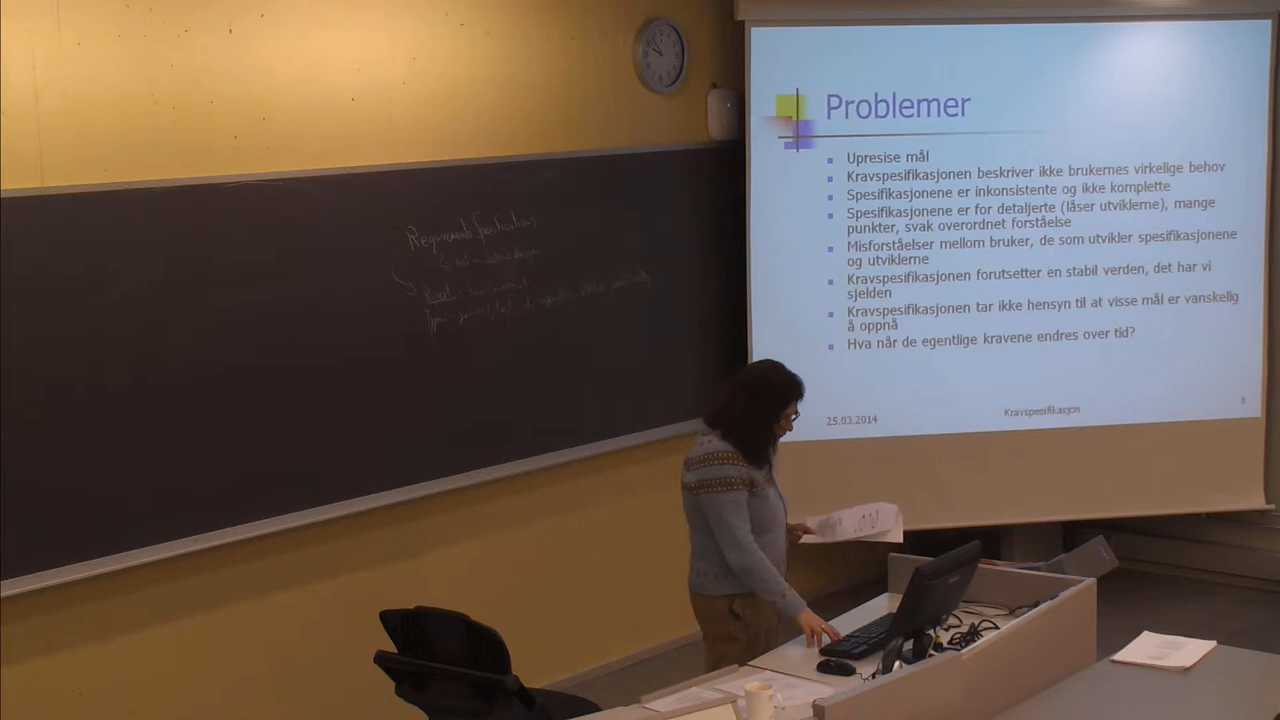 Requirements Specifications
Problemer
Upresise mål
Kravspesifikasjonen beskriver ikke brukernes virkelige behov
Spesifikasjonene er inkonsistente og ikke komplette
Spesifikasjonene er for detaljerte (låser utviklerne), mange
punkter, svak overordnet forståelse
Misforståelser mellom bruker, de som utvikler spesifikasjonene
og utviklerne
Kravspesifikasjonen forutsetter en stabil verden, det har vi
sjelden
Kravspesifikasjonen tar ikke hensyn til at visse mål er vanskelig
å oppnå
Hva når de egentlige kravene endres over tid?
25.03.2014
Kravspesifikasjon
6